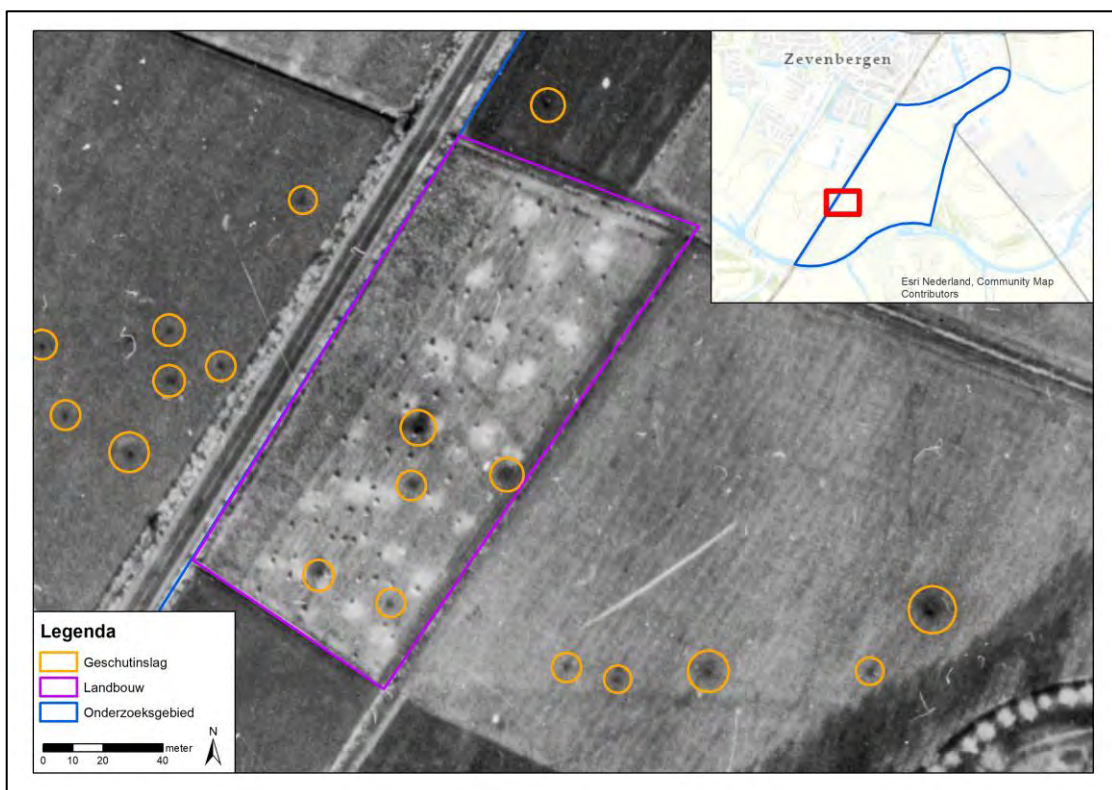 Zevenbergen
Esri Nederland, Community Map
Contributors
Legenda
Geschutinslag
Landbouw
Onderzoeksgebied
N
0 10 20 40 meter